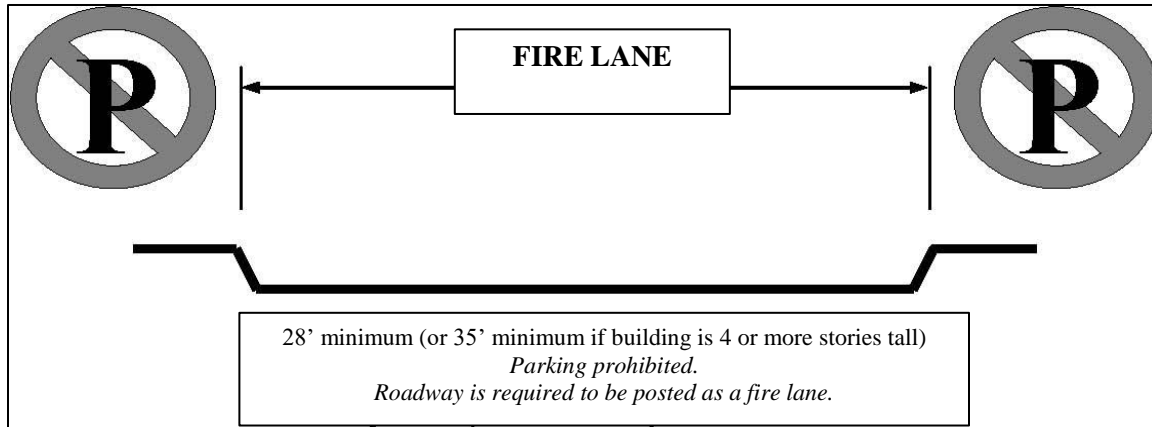 P
FIRE LANE
P
28’ minimum (or 35’ minimum if building is 4 or more stories tall)
Parking prohibited.
Roadway is required to be posted as a fire lane.